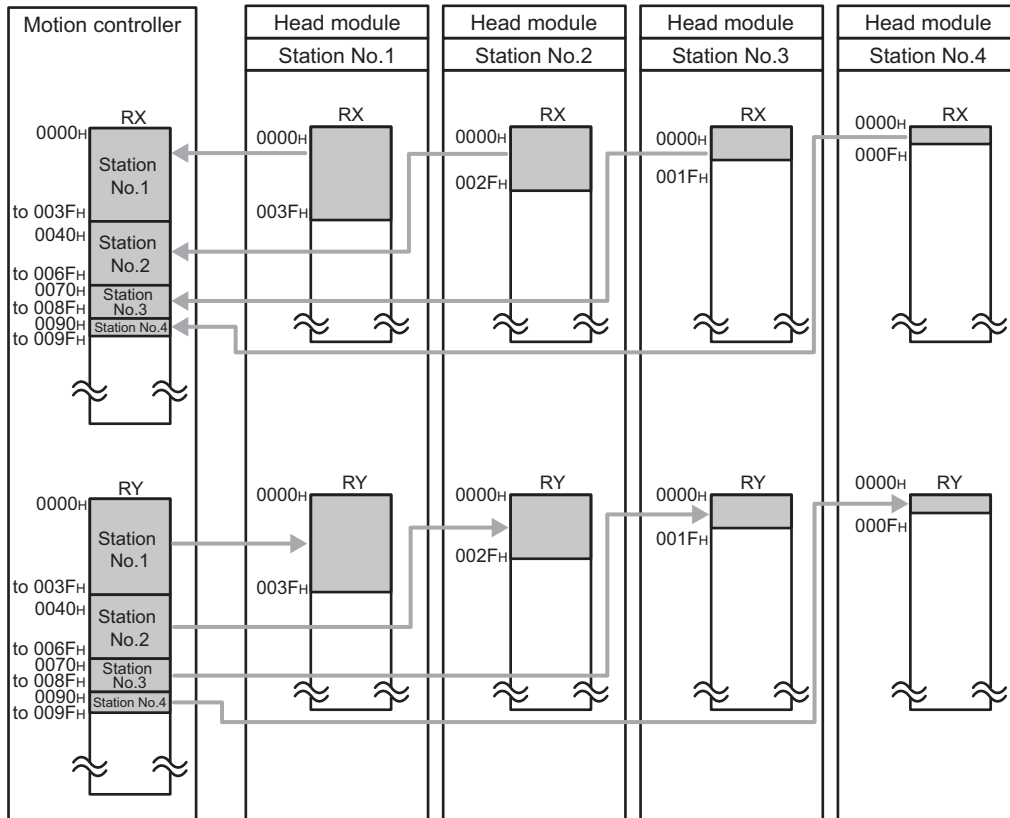 Motion controller
RX
0000H
Station
No.1
to 003FH
0040H
Station
No.2
to 006FH
0070H
Station
No.3
to 008FH
0090H
Station No.4
to 009FH
RY
0000H
Station
No.1
to 003FH
0040H
Station
No.2
to 006FH
0070H
Station
No.3
to 008FH
0090H
Station No.4
to 009FH
Head module
Station No.1
RX
0000H
003FH
RY
0000H
003FH
Head module
Station No.2
RX
0000H
002FH
RY
0000H
002FH
Head module
Station No.3
RX
0000H
001FH
RY
0000H
001FH
Head module
Station No.4
RX
0000H
000FH
RY
0000H
000FH